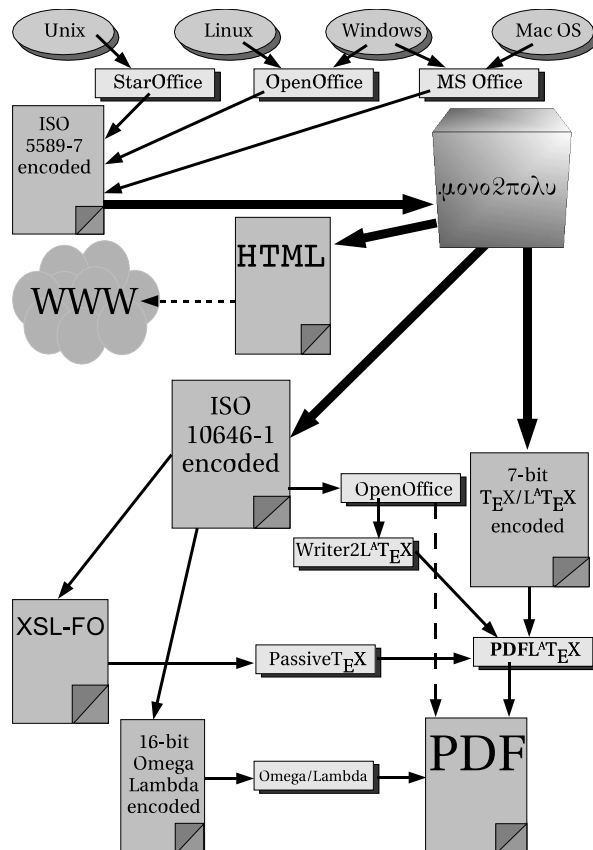 Unix
Linux
Windows
Mac OS
StarOffice
OpenOffice
MS Office
ISO
5589-7
encoded
.μονο2πολυ
HTML
WWW
ISO
10646-1
encoded
7-bit
TEX/LATEX
encoded
OpenOffice
Writer2LATEX
XSL-FO
PassiveTEX
PDFLATEX
16-bit
Omega
Lambda
encoded
Omega/Lambda
PDF